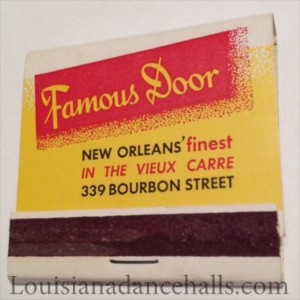 Famous Door
NEW ORLEANS' finest
IN THE VIEUX CARRE
339 BOURBON STREET
Louisianadancehalls.com